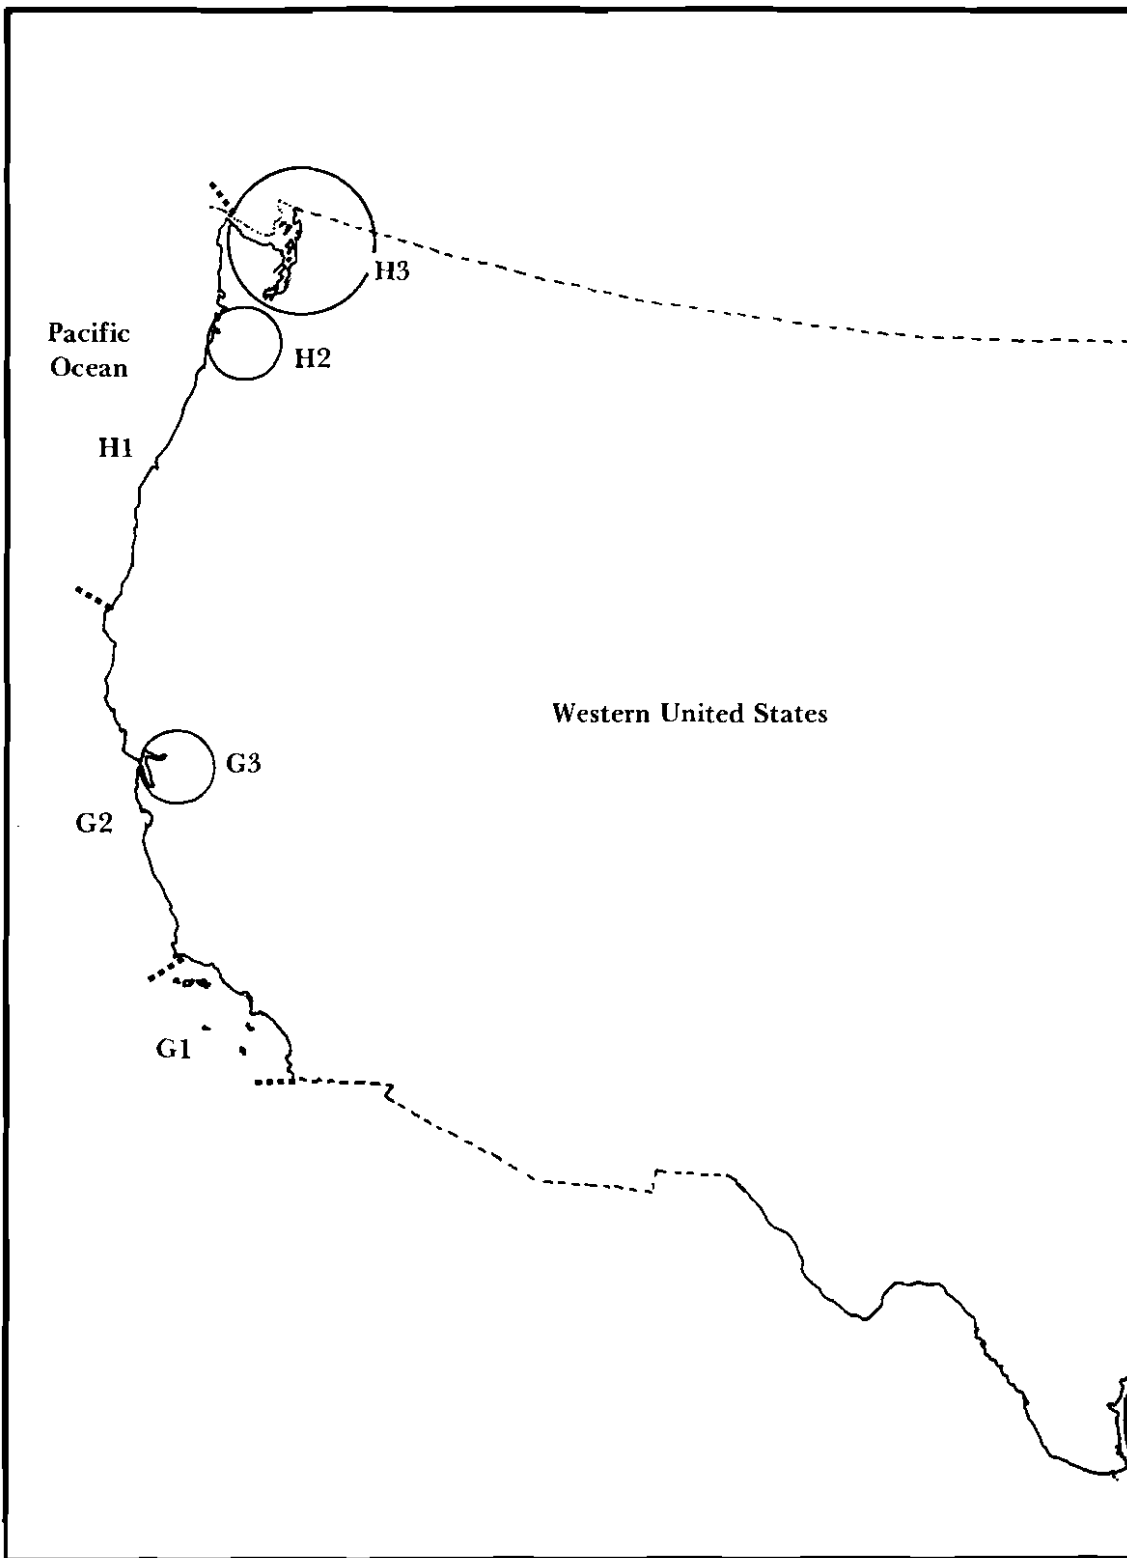 H3
Pacific
Ocean
H2
H1
Western United States
G3
G2
G1